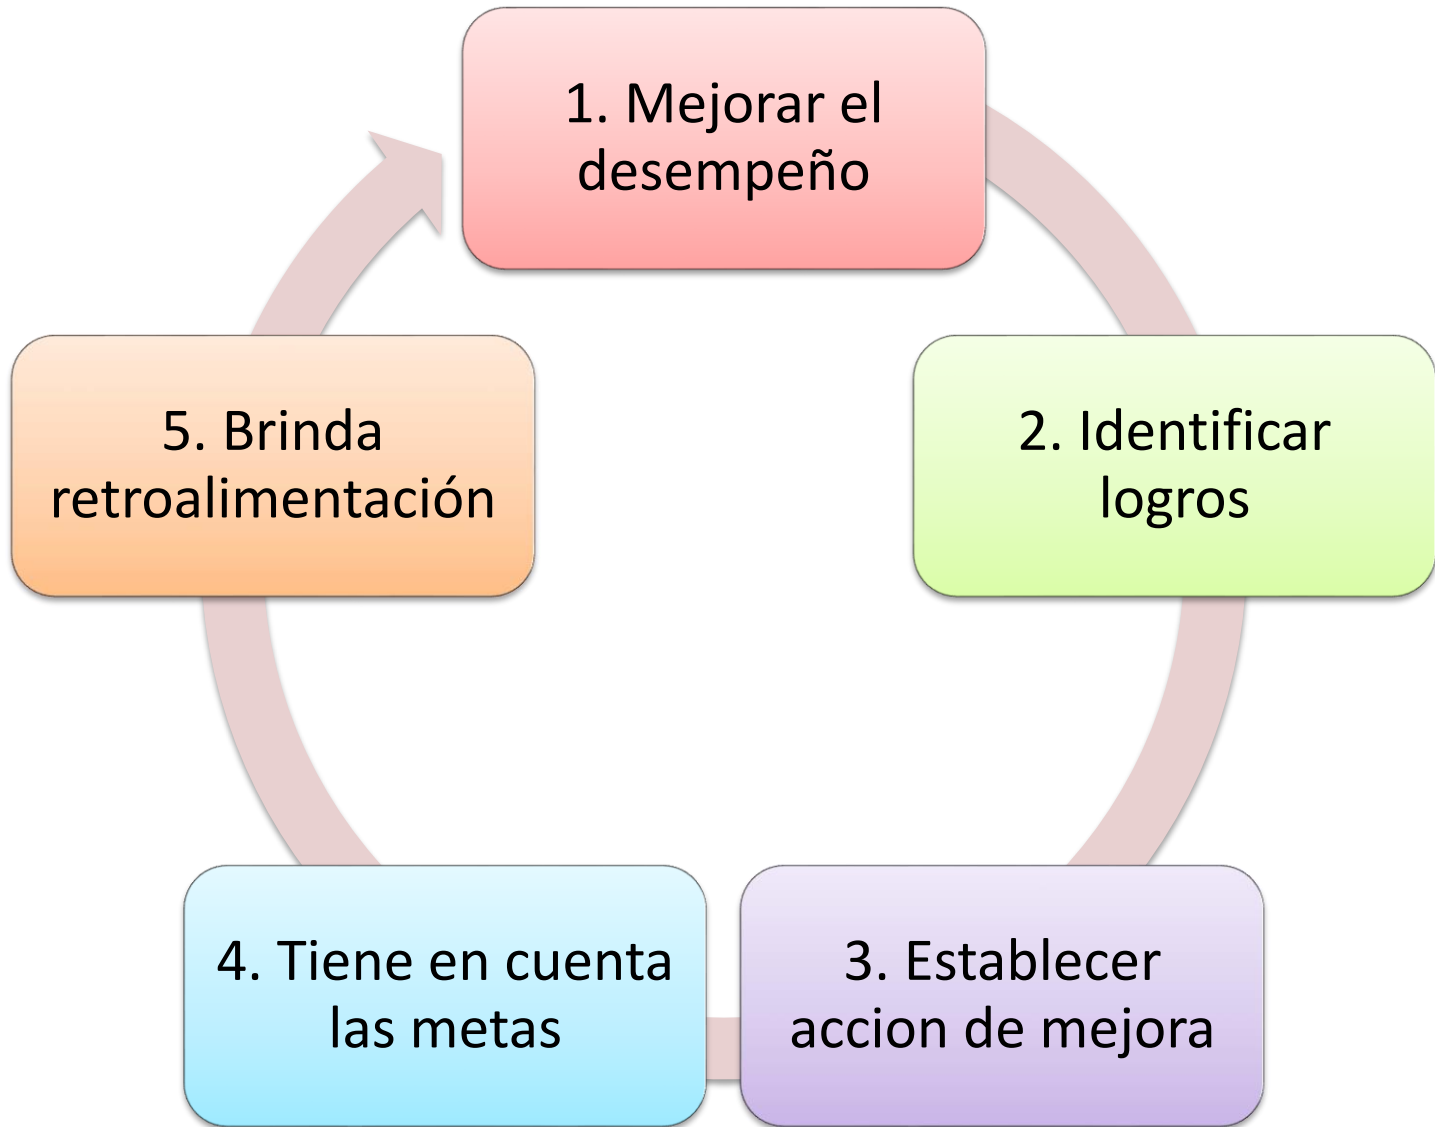 1. Mejorar el
desempeño
2. Identificar
logros
3. Establecer
accion de mejora
4. Tiene en cuenta
las metas
5. Brinda
retroalimentación